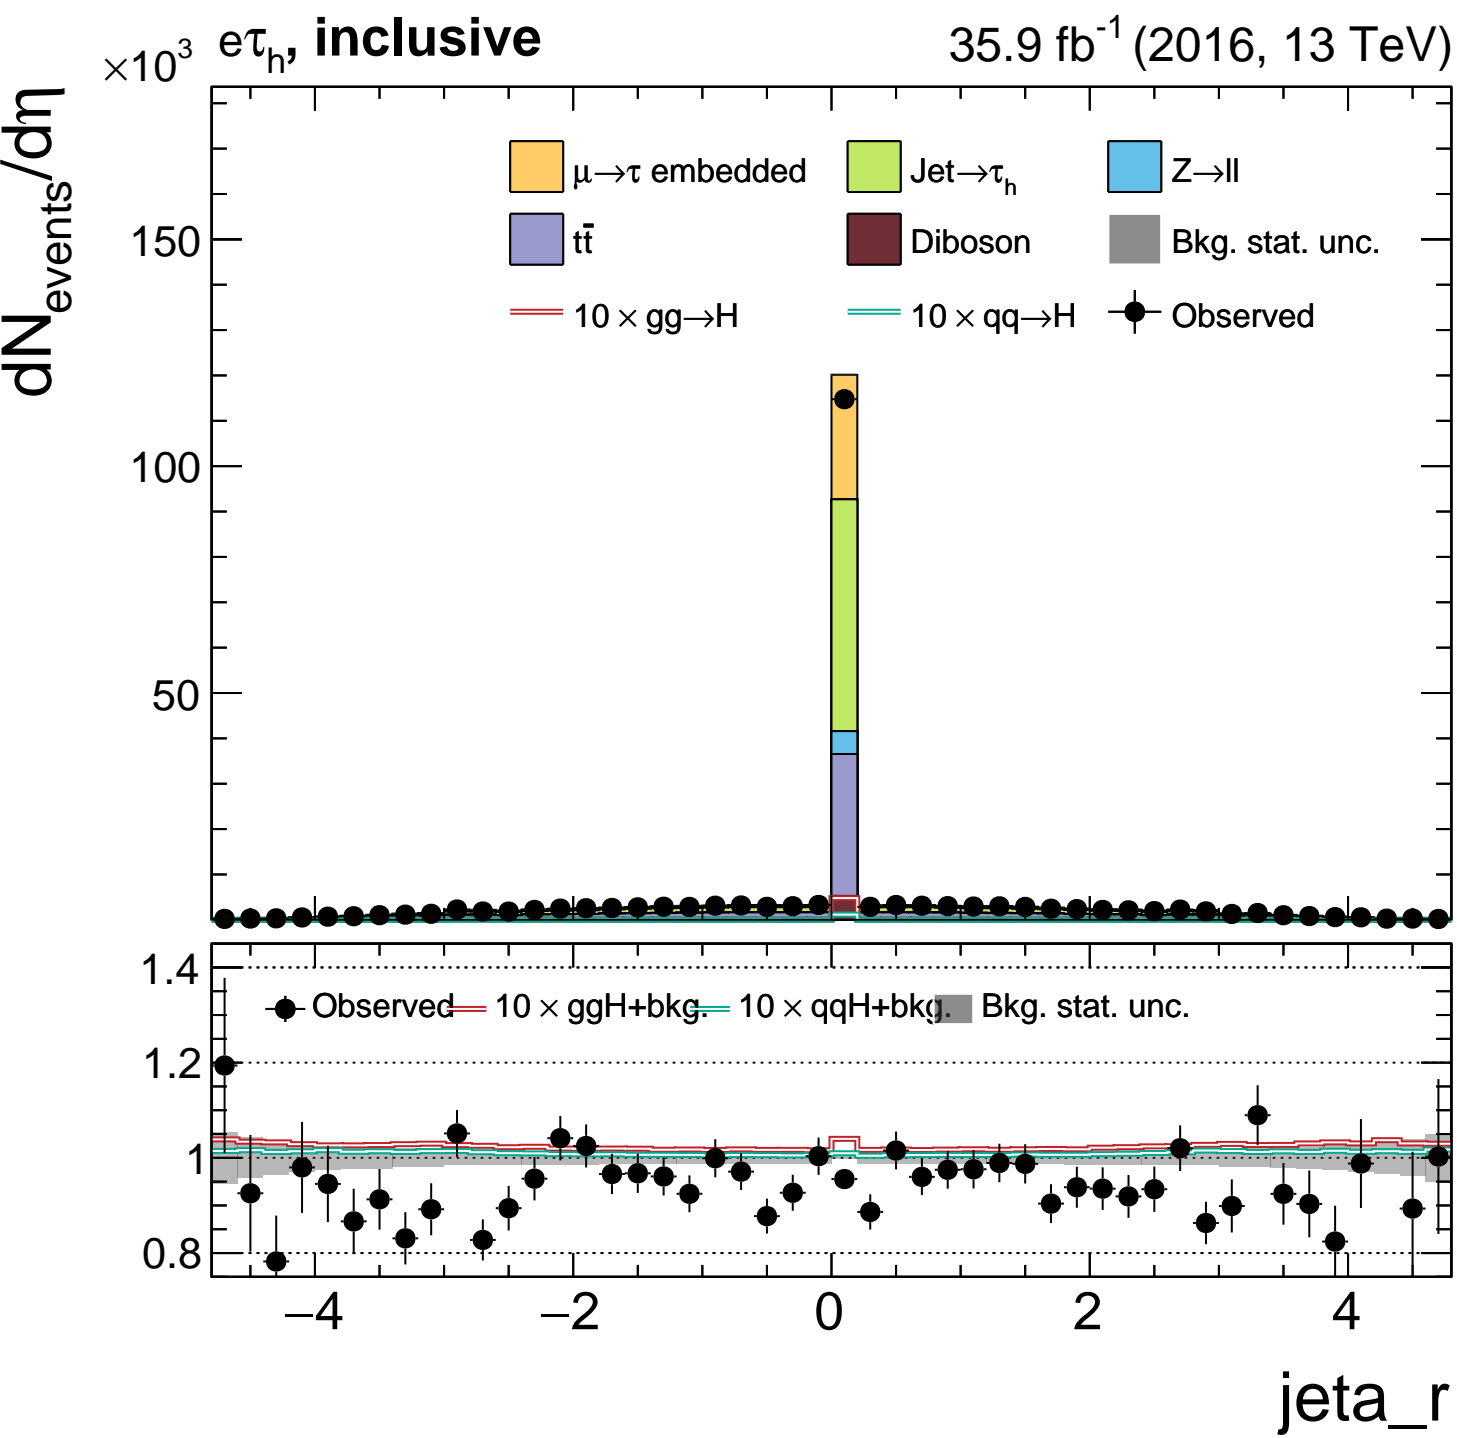 ×10³ eτₕ, inclusive 35.9 fb⁻¹ (2016, 13 TeV)
dN_events/dη
μ→τ embedded Jet→τₕ Z→ll
tt̄ Diboson Bkg. stat. unc.
10 × gg→H 10 × qq→H Observed
150
100
50
1.4
Observed 10 × ggH+bkg. 10 × qqH+bkg. Bkg. stat. unc.
1.2
1
0.8
−4 −2 0 2 4
jeta_r